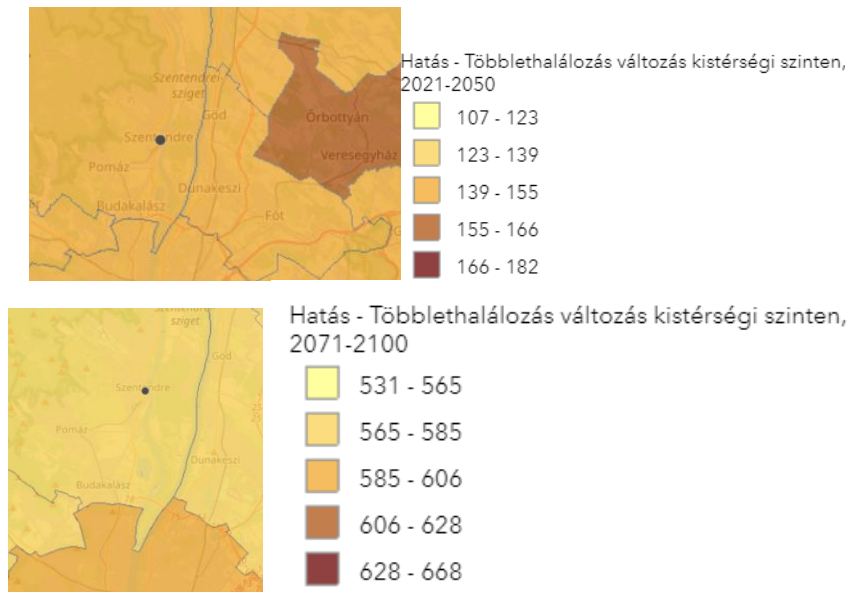 Szentendrei
sziget
Göd
Szentendre
Pomáz
Dunakeszi
Budakalász
Fót
Őrbottyán
Veresegyház
Hatás - Többlethalálozás változás kistérségi szinten,
2021-2050
107 - 123
123 - 139
139 - 155
155 - 166
166 - 182
sziget
Göd
Szentendre
Pomáz
Dunakeszi
Budakalász
Hatás - Többlethalálozás változás kistérségi szinten,
2071-2100
531 - 565
565 - 585
585 - 606
606 - 628
628 - 668